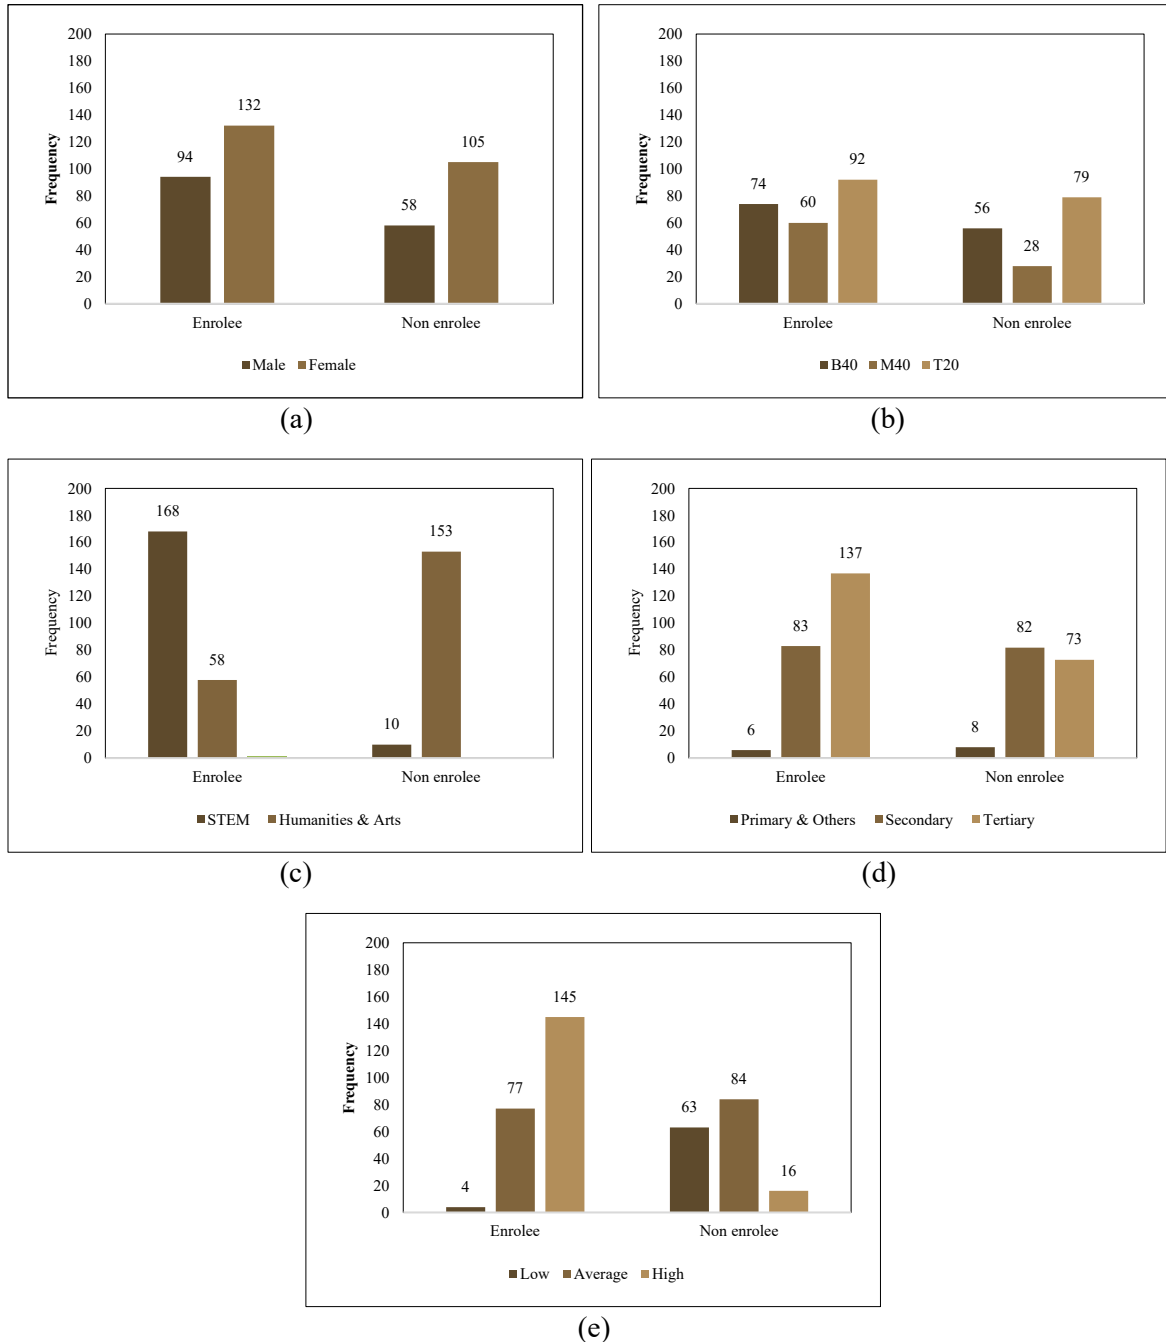 200
180
160
140
120
100
80
60
40
20
0
Frequency
94
132
58
105
Enrolee
Non enrolee
Male
Female
(a)
200
180
160
140
120
100
80
60
40
20
0
Frequency
74
60
92
56
28
79
Enrolee
Non enrolee
B40
M40
T20
(b)
200
180
160
140
120
100
80
60
40
20
0
Frequency
168
58
10
153
Enrolee
Non enrolee
STEM
Humanities & Arts
(c)
200
180
160
140
120
100
80
60
40
20
0
Frequency
6
83
137
8
82
73
Enrolee
Non enrolee
Primary & Others
Secondary
Tertiary
(d)
200
180
160
140
120
100
80
60
40
20
0
Frequency
4
77
145
63
84
16
Enrolee
Non enrolee
Low
Average
High
(e)